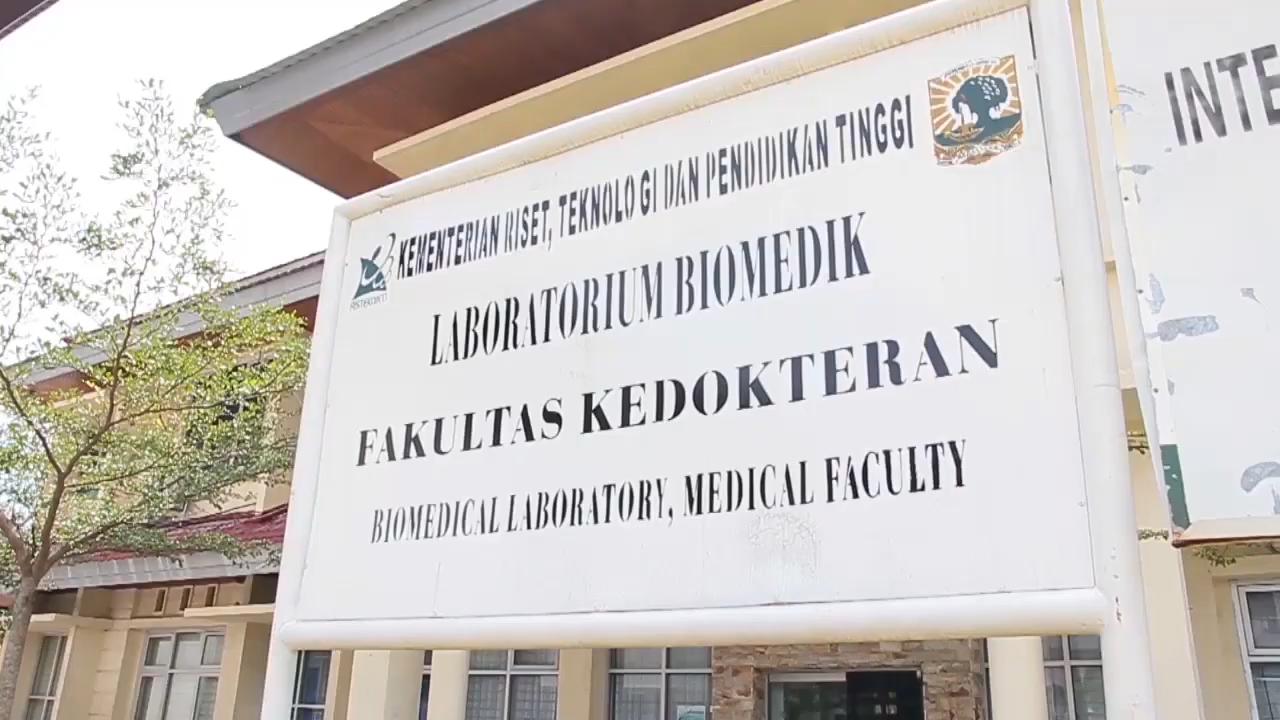 KEMENTERIAN RISET, TEKNOLOGI DAN PENDIDIKAN TINGGI
LABORATORIUM BIOMEDIK
FAKULTAS KEDOKTERAN
BIOMEDICAL LABORATORY, MEDICAL FACULTY
INTE